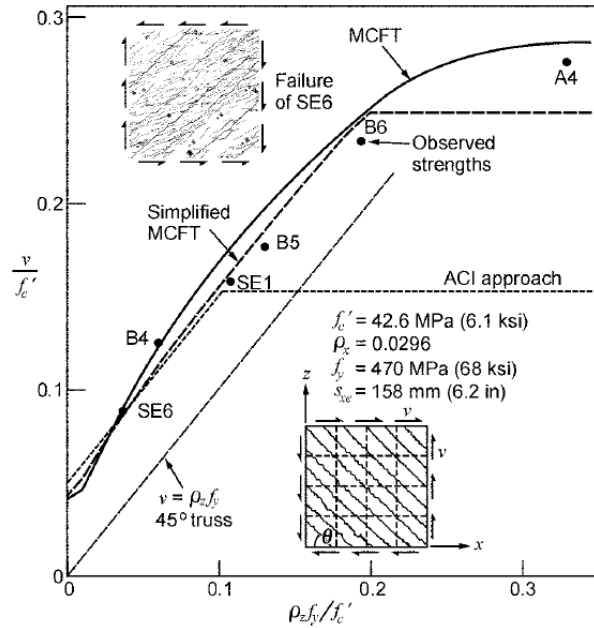 0.3
MCFT
A4
Failure
of SE6
B6
Observed
strengths
0.2
Simplified
MCFT
B5
v/f_c′
SE1
ACI approach
f_c′ = 42.6 MPa (6.1 ksi)
ρ_x = 0.0296
f_y = 470 MPa (68 ksi)
s_xe = 158 mm (6.2 in)
B4
0.1
SE6
z
v
v
v = ρ_z f_y
45° truss
θ
x
0
0
0.1
0.2
0.3
ρ_z f_y/f_c′